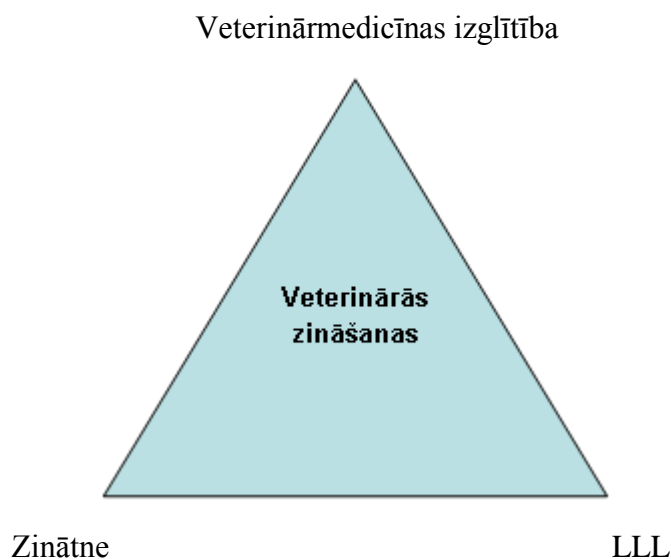 Veterinārmedicīnas izglītība
Veterinārās
zināšanas
Zinātne
LLL